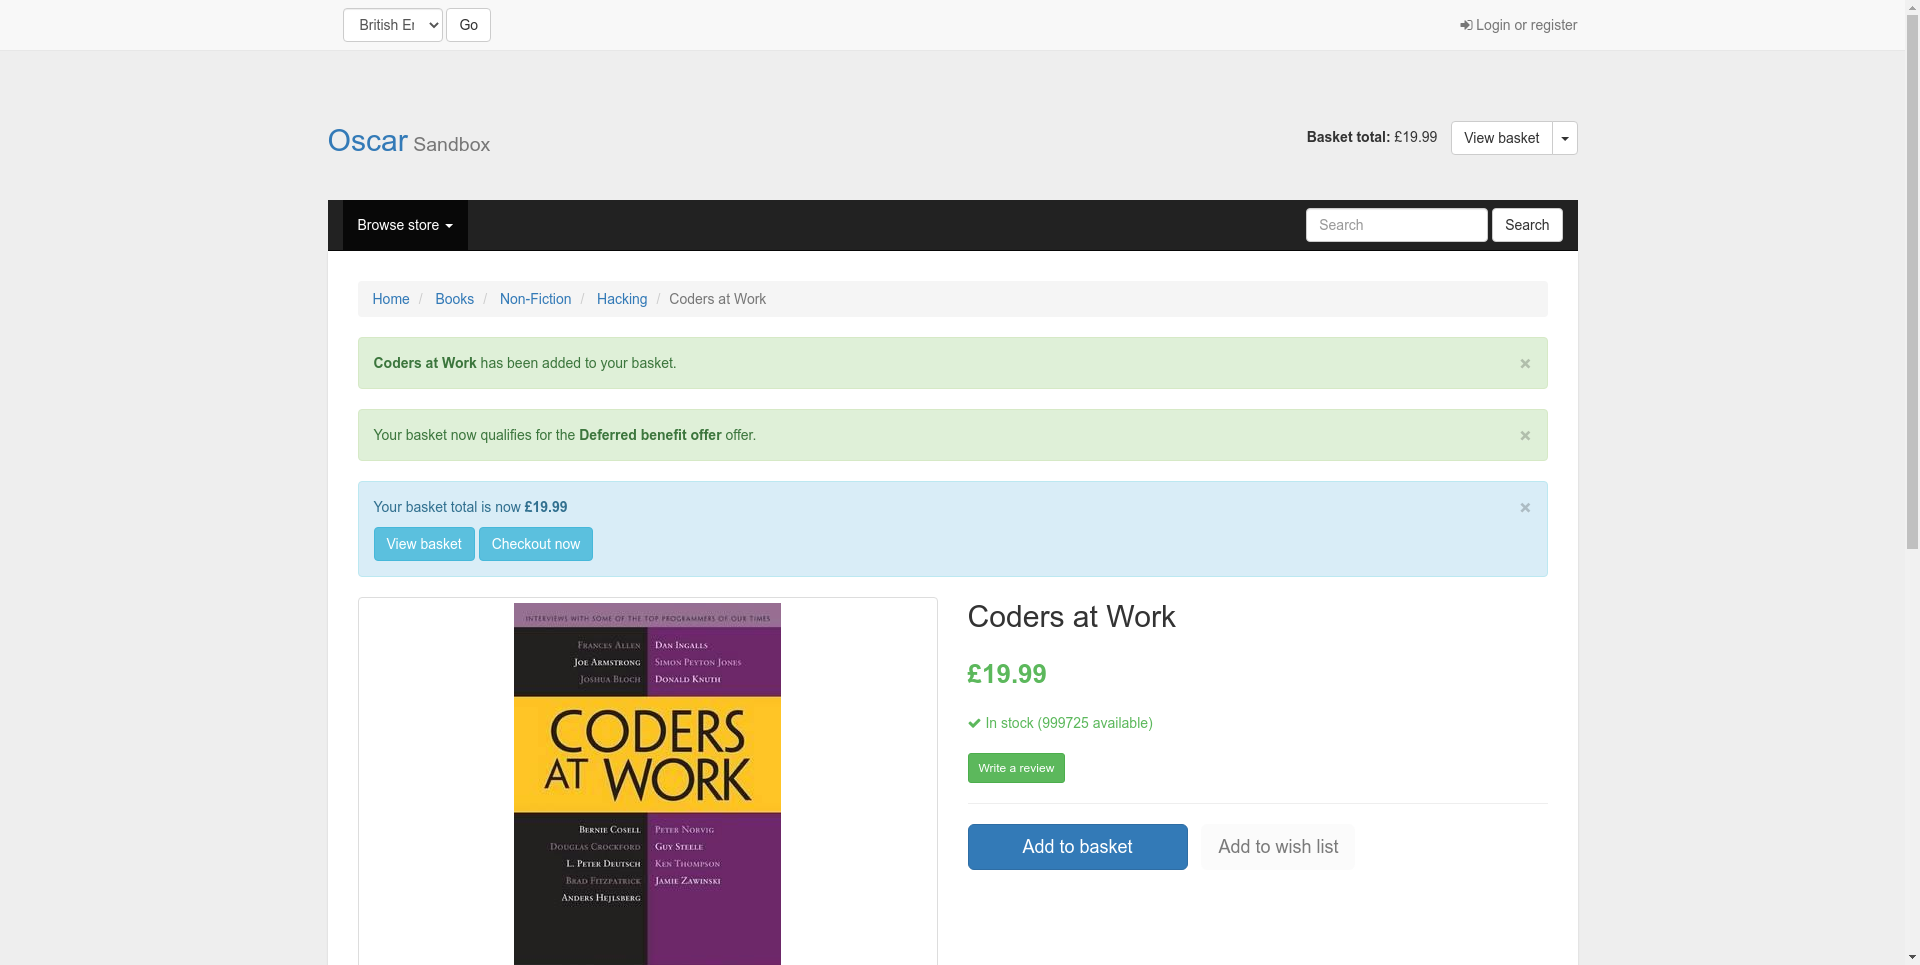 British Er
Go
Login or register
Oscar Sandbox
Basket total: £19.99
View basket
Browse store
Search
Search
Home / Books / Non-Fiction / Hacking / Coders at Work
Coders at Work has been added to your basket.
×
Your basket now qualifies for the Deferred benefit offer offer.
×
Your basket total is now £19.99
×
View basket
Checkout now
INTERVIEWS WITH SOME OF THE TOP PROGRAMMERS OF OUR TIMES
FRANCES ALLEN DAN INGALLS
JOE ARMSTRONG SIMON PEYTON JONES
JOSHUA BLOCH DONALD KNUTH
CODERS
AT WORK
BERNIE COSELL PETER NORVIG
DOUGLAS CROCKFORD GUY STEELE
L. PETER DEUTSCH KEN THOMPSON
BRAD FITZPATRICK JAMIE ZAWINSKI
ANDERS HEJLSBERG
Coders at Work
£19.99
In stock (999725 available)
Write a review
Add to basket
Add to wish list